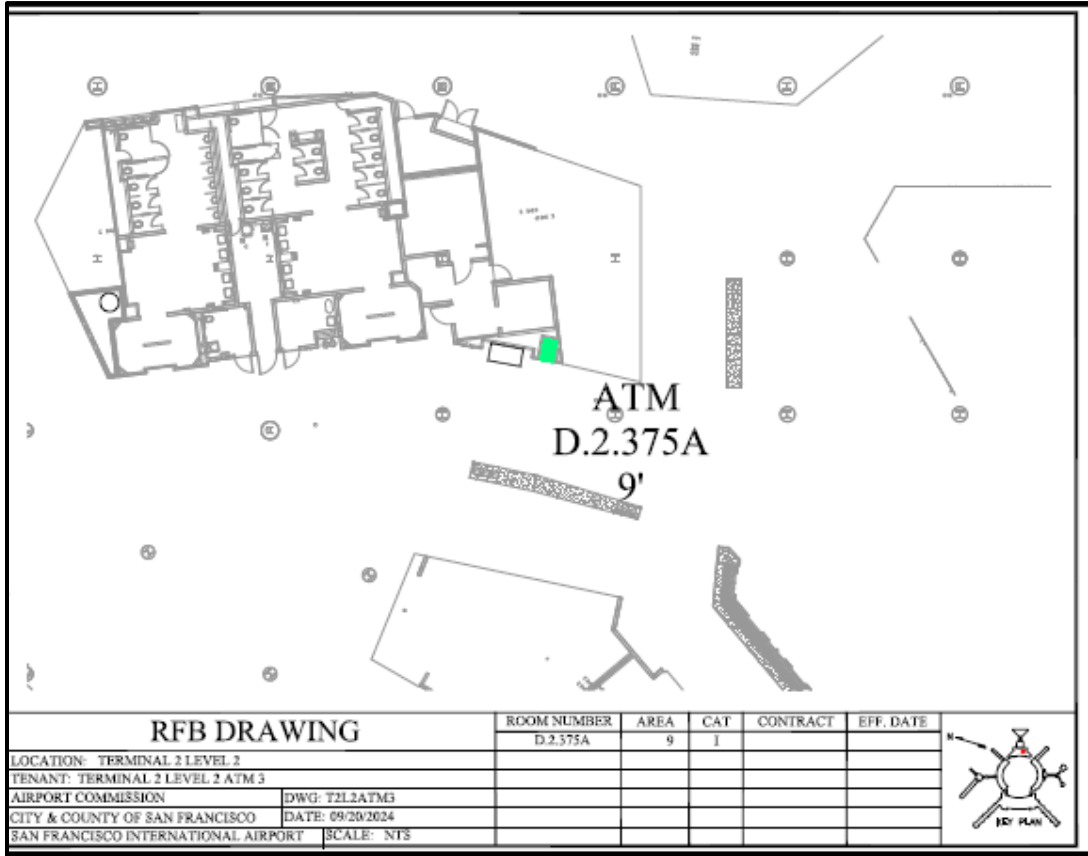 ATM
D.2.375A
9'
RFB DRAWING
ROOM NUMBER AREA CAT CONTRACT EFF. DATE
D.2.375A 9 1
LOCATION: TERMINAL 2 LEVEL 2
TENANT: TERMINAL 2 LEVEL 2 ATM 3
AIRPORT COMMISSION DWG: T2L2ATM3
CITY & COUNTY OF SAN FRANCISCO DATE: 09/20/2024
SAN FRANCISCO INTERNATIONAL AIRPORT SCALE: NTS
N
KEY PLAN